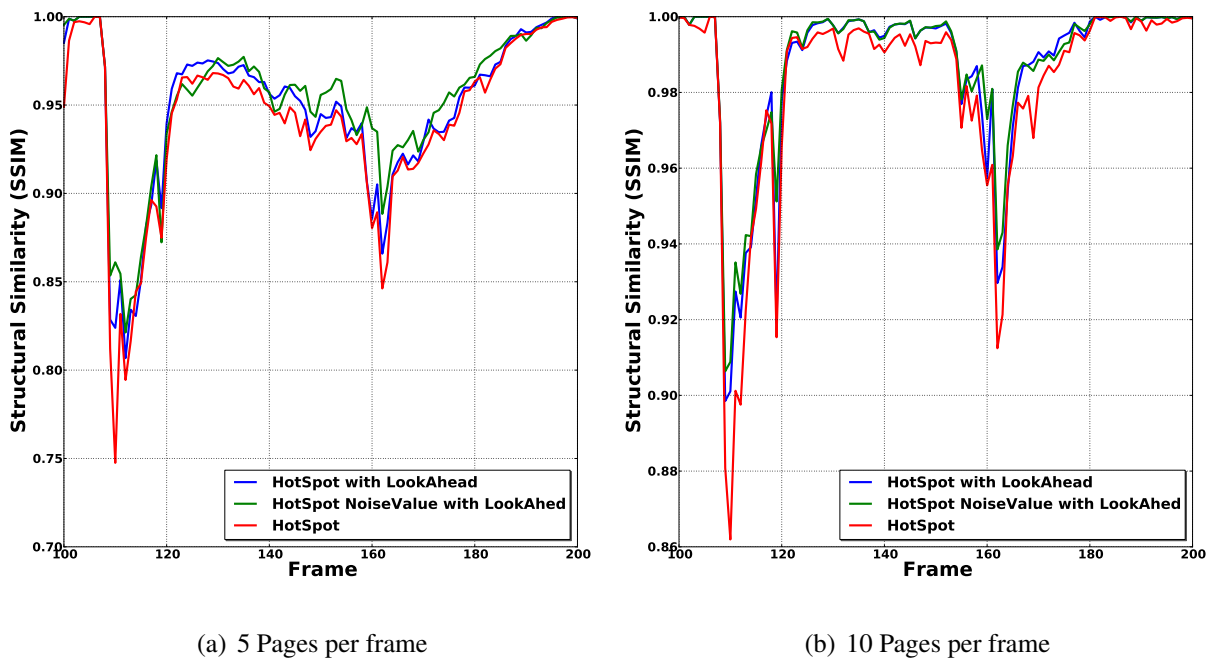 1.00
0.95
0.90
0.85
0.80
0.75
0.70
Structural Similarity (SSIM)
100
120
140
160
180
200
Frame
HotSpot with LookAhead
HotSpot NoiseValue with LookAhed
HotSpot
(a) 5 Pages per frame
1.00
0.98
0.96
0.94
0.92
0.90
0.88
0.86
Structural Similarity (SSIM)
100
120
140
160
180
200
Frame
HotSpot with LookAhead
HotSpot NoiseValue with LookAhed
HotSpot
(b) 10 Pages per frame